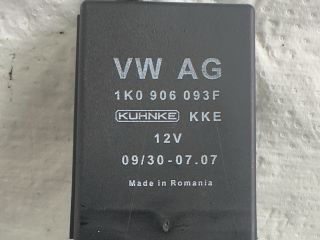 VW AG
1K0 906 093F
KUHNKE KKE
12V
09/30-07.07
Made in Romania